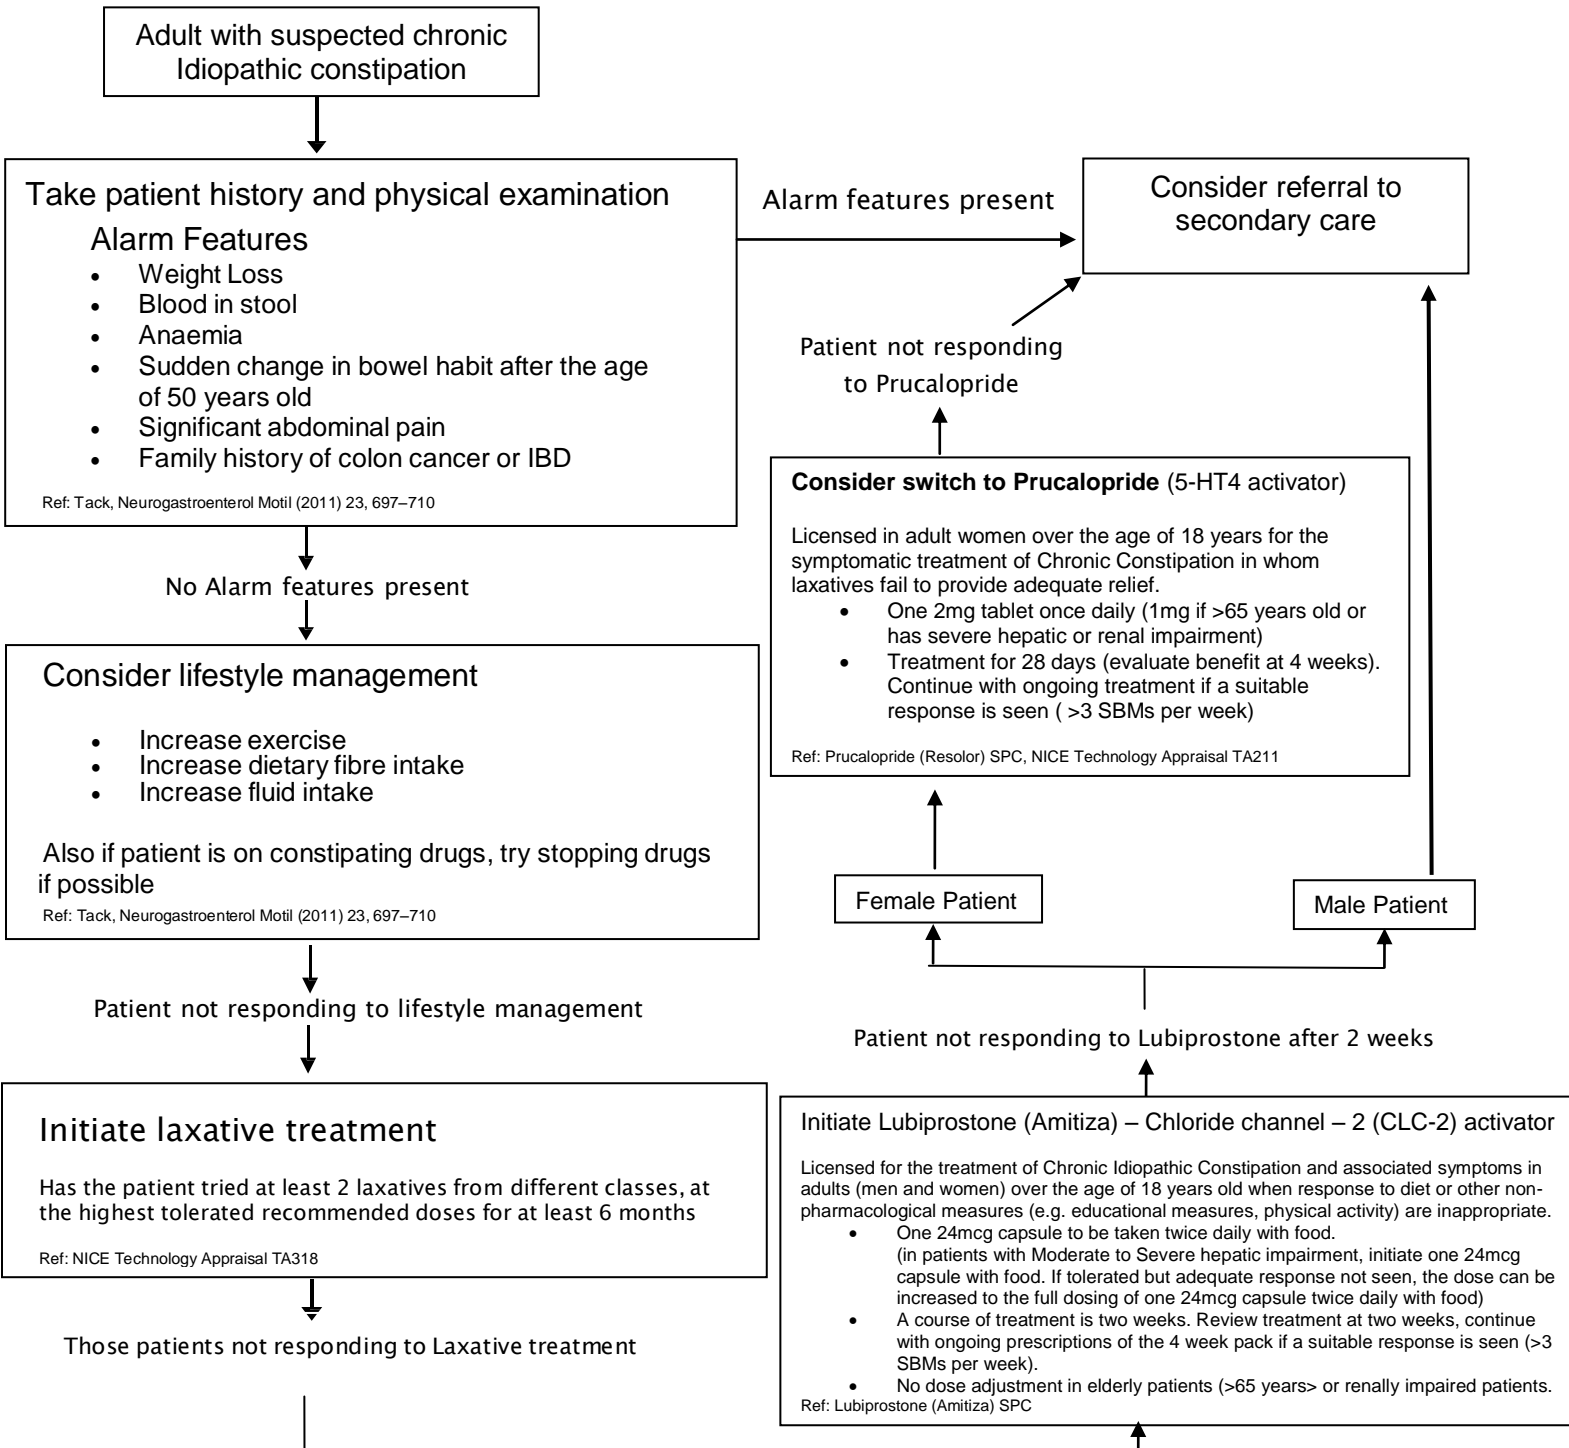 Adult with suspected chronic
Idiopathic constipation
Take patient history and physical examination
Alarm Features
• Weight Loss
• Blood in stool
• Anaemia
• Sudden change in bowel habit after the age
of 50 years old
• Significant abdominal pain
• Family history of colon cancer or IBD
Ref: Tack, Neurogastroenterol Motil (2011) 23, 697–710
Alarm features present
Consider referral to
secondary care
No Alarm features present
Consider lifestyle management
• Increase exercise
• Increase dietary fibre intake
• Increase fluid intake
Also if patient is on constipating drugs, try stopping drugs
if possible
Ref: Tack, Neurogastroenterol Motil (2011) 23, 697–710
Patient not responding to lifestyle management
Initiate laxative treatment
Has the patient tried at least 2 laxatives from different classes, at
the highest tolerated recommended doses for at least 6 months
Ref: NICE Technology Appraisal TA318
Those patients not responding to Laxative treatment
Patient not responding
to Prucalopride
Consider switch to Prucalopride (5-HT4 activator)
Licensed in adult women over the age of 18 years for the
symptomatic treatment of Chronic Constipation in whom
laxatives fail to provide adequate relief.
• One 2mg tablet once daily (1mg if >65 years old or
has severe hepatic or renal impairment)
• Treatment for 28 days (evaluate benefit at 4 weeks).
Continue with ongoing treatment if a suitable
response is seen ( >3 SBMs per week)
Ref: Prucalopride (Resolor) SPC, NICE Technology Appraisal TA211
Female Patient
Male Patient
Patient not responding to Lubiprostone after 2 weeks
Initiate Lubiprostone (Amitiza) – Chloride channel – 2 (CLC-2) activator
Licensed for the treatment of Chronic Idiopathic Constipation and associated symptoms in
adults (men and women) over the age of 18 years old when response to diet or other non-
pharmacological measures (e.g. educational measures, physical activity) are inappropriate.
• One 24mcg capsule to be taken twice daily with food.
(in patients with Moderate to Severe hepatic impairment, initiate one 24mcg
capsule with food. If tolerated but adequate response not seen, the dose can be
increased to the full dosing of one 24mcg capsule twice daily with food)
• A course of treatment is two weeks. Review treatment at two weeks, continue
with ongoing prescriptions of the 4 week pack if a suitable response is seen (>3
SBMs per week).
• No dose adjustment in elderly patients (>65 years> or renally impaired patients.
Ref: Lubiprostone (Amitiza) SPC